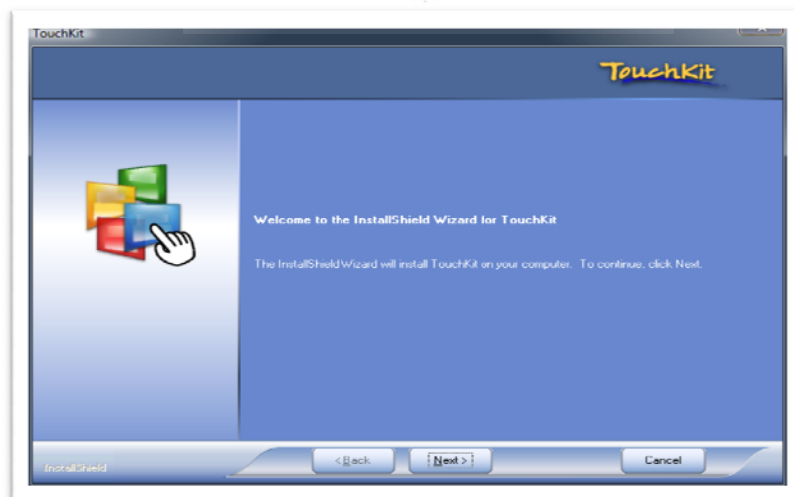 TouchKit
TouchKit
Welcome to the InstallShield Wizard for TouchKit
The InstallShield Wizard will install TouchKit on your computer. To continue, click Next.
InstallShield
< Back
Next >
Cancel